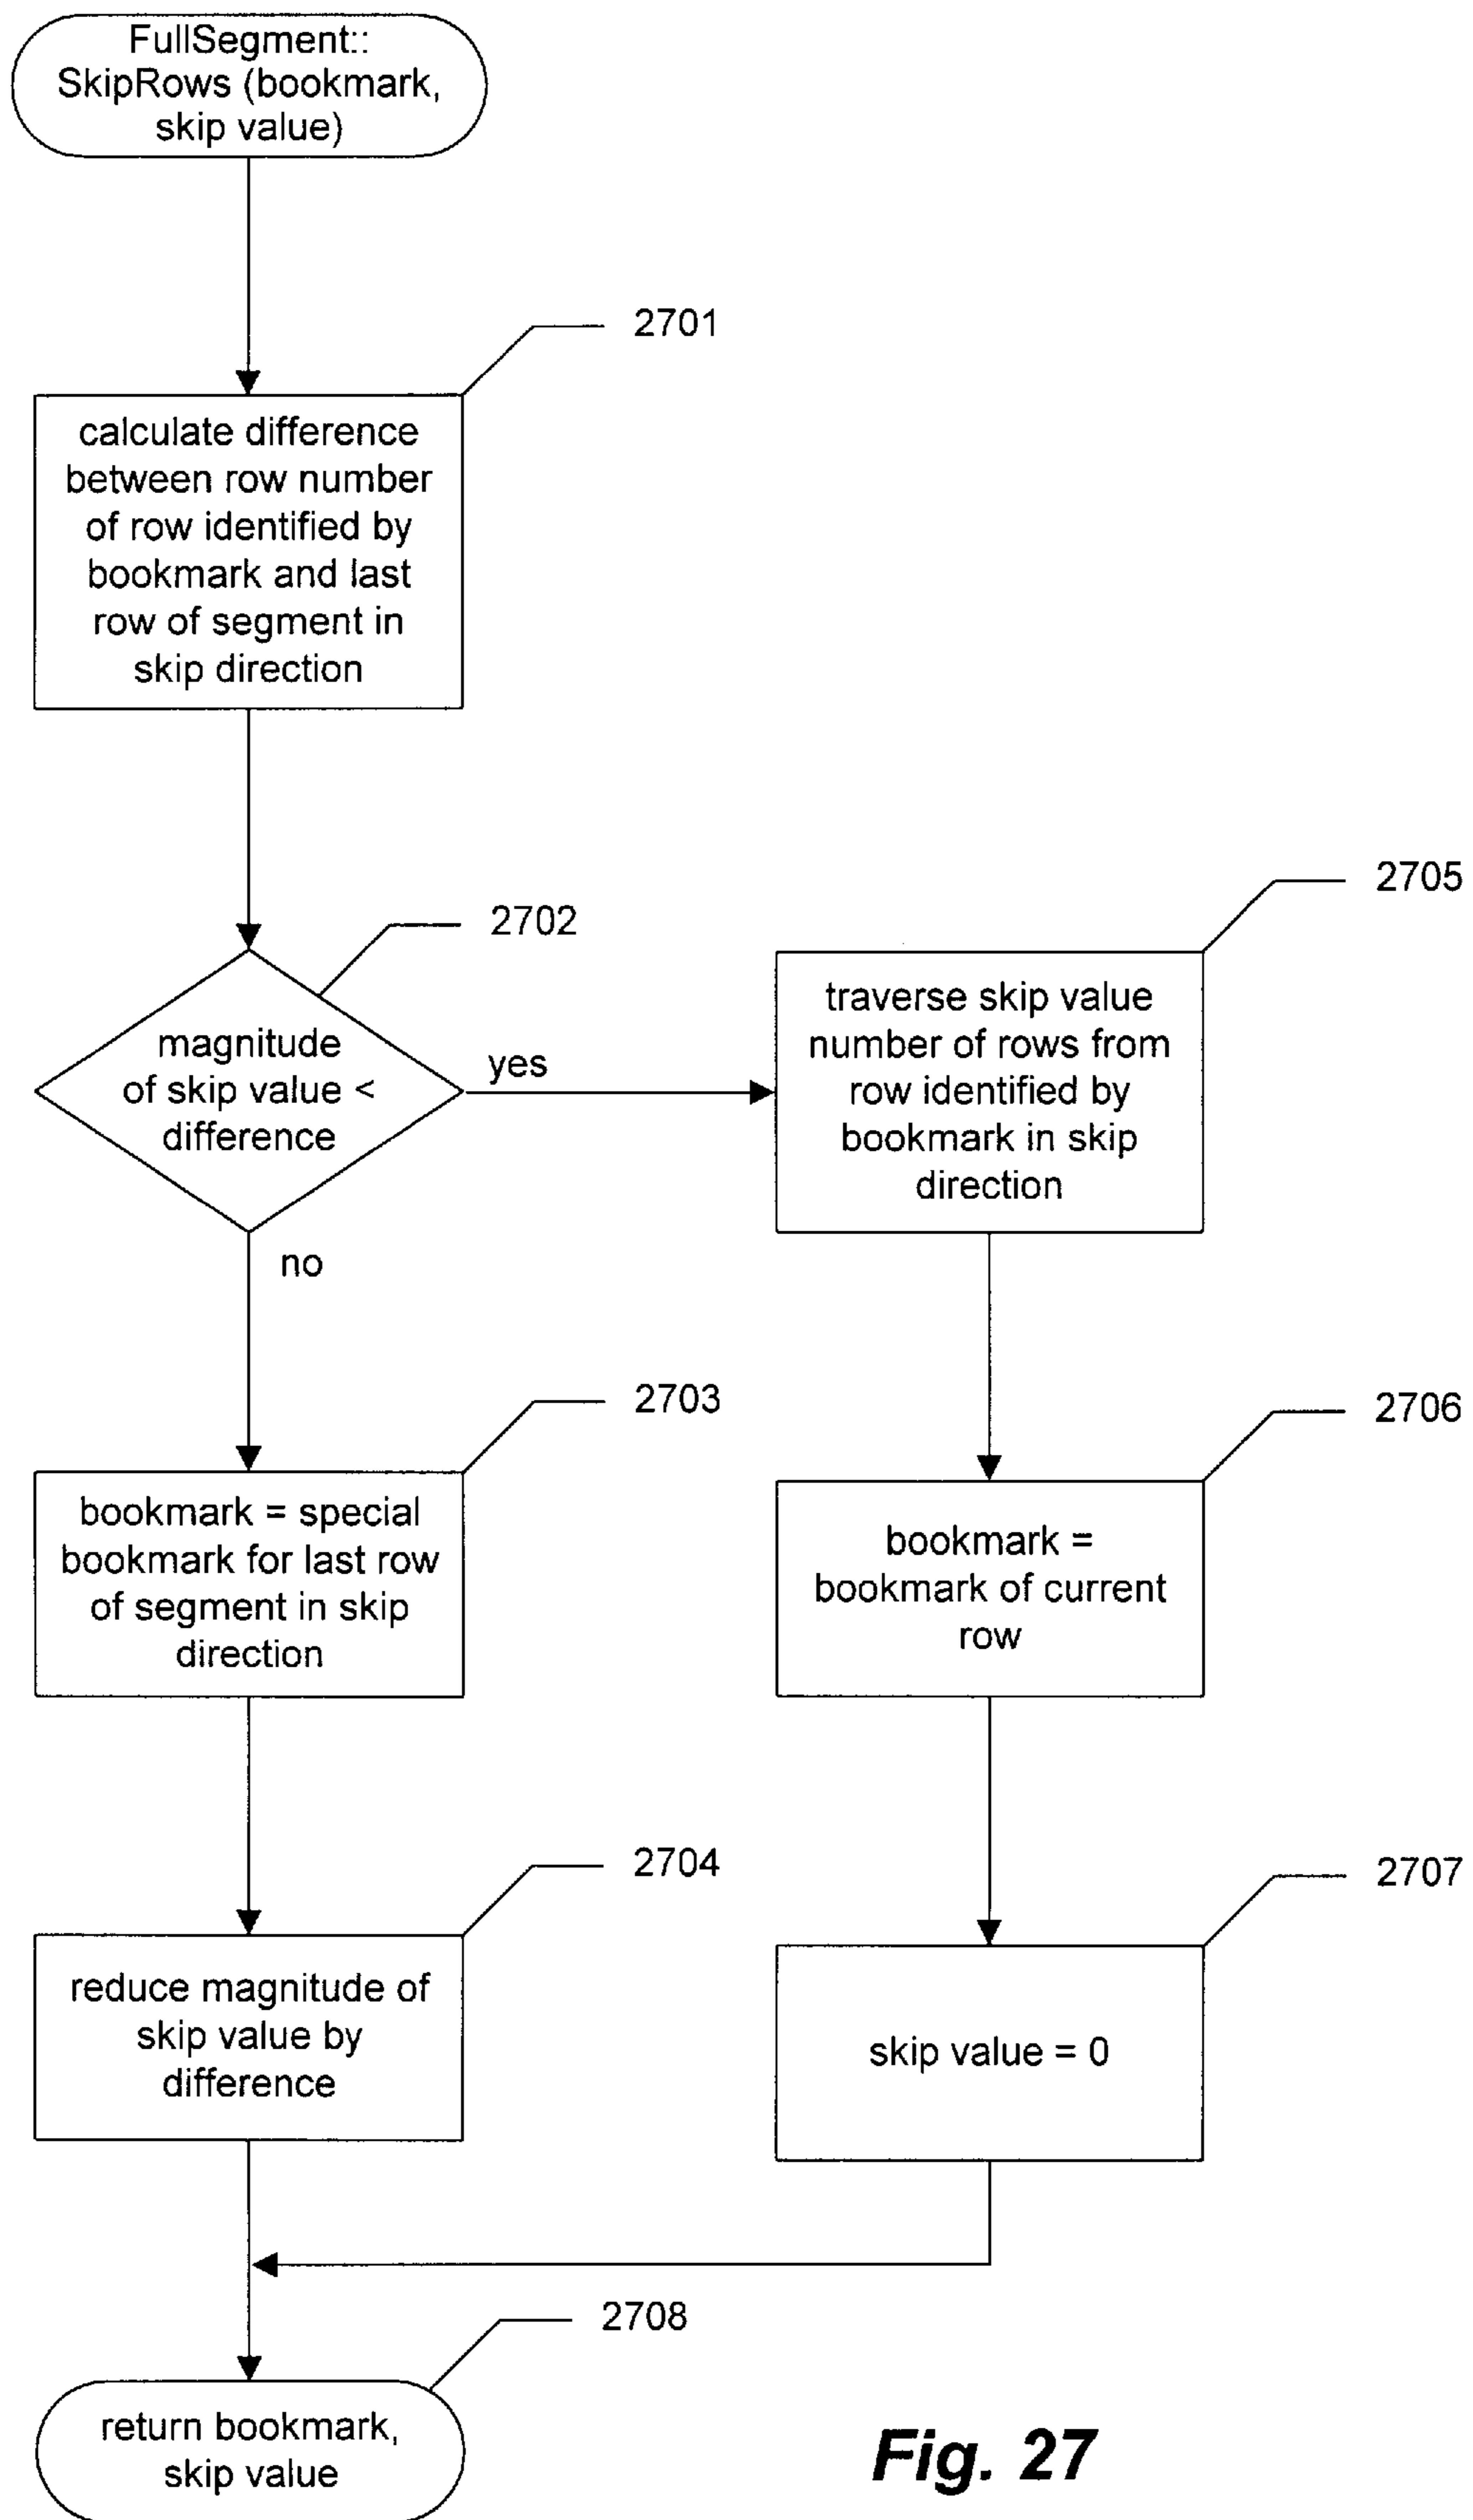 FullSegment::
SkipRows (bookmark,
skip value)
2701
calculate difference
between row number
of row identified by
bookmark and last
row of segment in
skip direction
2702
magnitude
of skip value <
difference
yes
no
2705
traverse skip value
number of rows from
row identified by
bookmark in skip
direction
2703
bookmark = special
bookmark for last row
of segment in skip
direction
2706
bookmark =
bookmark of current
row
2704
reduce magnitude of
skip value by
difference
2707
skip value = 0
2708
return bookmark,
skip value
Fig. 27